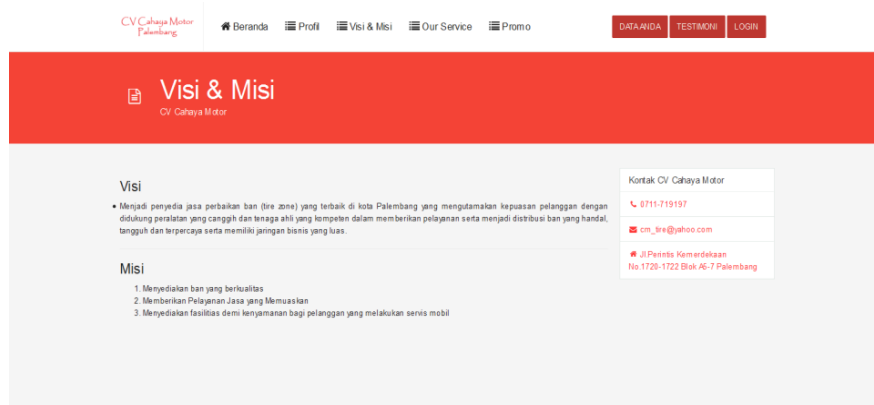 CV Cahaya Motor
Palembang
Beranda
Profil
Visi & Misi
Our Service
Promo
DATA ANDA
TESTIMONI
LOGIN
Visi & Misi
CV Cahaya Motor
Visi
• Menjadi penyedia jasa perbaikan ban (tire zone) yang terbaik di kota Palembang yang mengutamakan kepuasan pelanggan dengan
didukung peralatan yang canggih dan tenaga ahli yang kompeten dalam memberikan pelayanan serta menjadi distribusi ban yang handal,
tangguh dan terpercaya serta memiliki jaringan bisnis yang luas.
Misi
1. Menyediakan ban yang berkualitas
2. Memberikan Pelayanan Jasa yang Memuaskan
3. Menyediakan fasilitias demi kenyamanan bagi pelanggan yang melakukan servis mobil
Kontak CV Cahaya Motor
0711-719197
cm_tire@yahoo.com
Jl.Perintis Kemerdekaan
No.1720-1722 Blok A6-7 Palembang